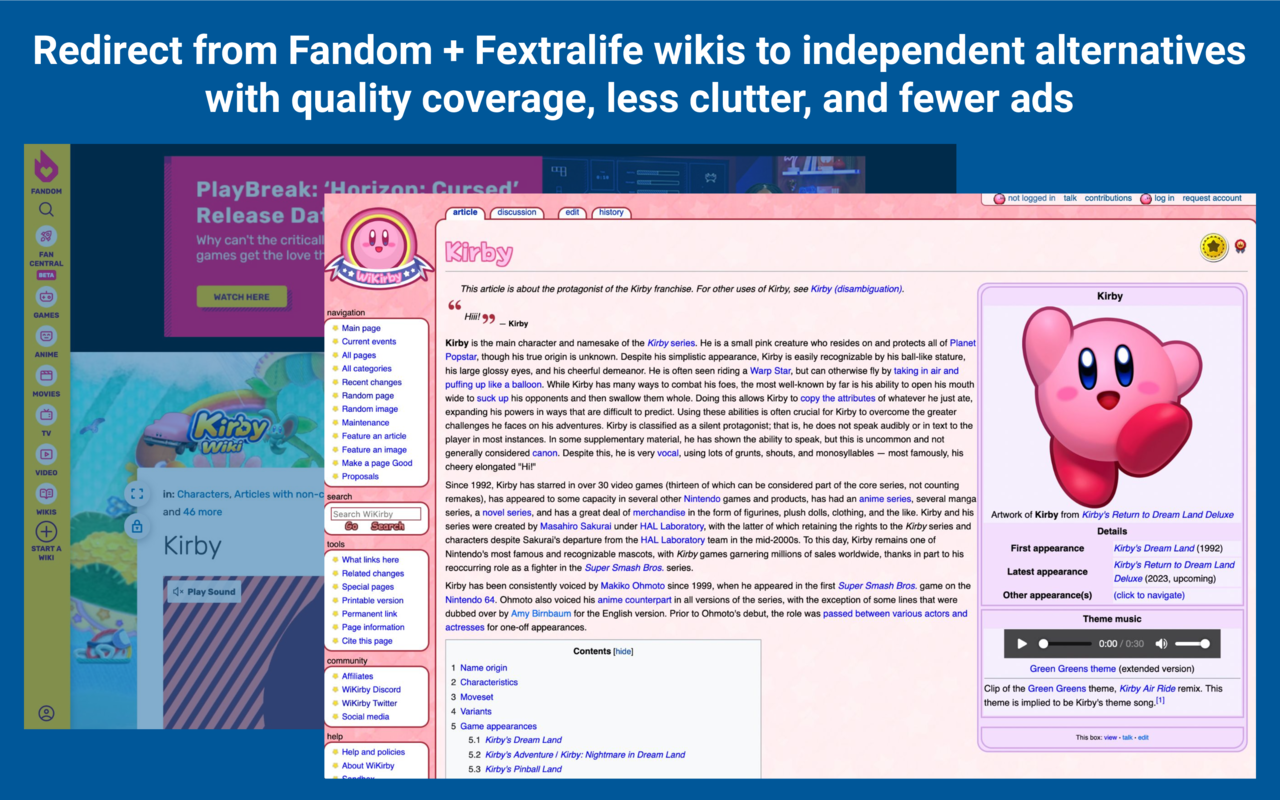 Redirect from Fandom + Fextralife wikis to independent alternatives
with quality coverage, less clutter, and fewer ads
FANDOM
FAN
CENTRAL
BETA
GAMES
ANIME
MOVIES
TV
VIDEO
WIKIS
START A
WIKI
PlayBreak: ‘Horizon: Cursed’
Release Dat
Why can't the criticall
games get the love th
WATCH HERE
Kirby
Wiki
in: Characters, Articles with non-c
and 46 more
Kirby
Play Sound
WiKirby
article
discussion
edit
history
not logged in talk contributions log in request account
navigation
Main page
Current events
All pages
All categories
Recent changes
Random page
Random image
Maintenance
Feature an article
Feature an image
Make a page Good
Proposals
search
Search WiKirby
Go Search
tools
What links here
Related changes
Special pages
Printable version
Permanent link
Page information
Cite this page
community
Affiliates
WiKirby Discord
WiKirby Twitter
Social media
help
Help and policies
About WiKirby
Kirby
This article is about the protagonist of the Kirby franchise. For other uses of Kirby, see Kirby (disambiguation).
“ Hiii! ” — Kirby
Kirby is the main character and namesake of the Kirby series. He is a small pink creature who resides on and protects all of Planet
Popstar, though his true origin is unknown. Despite his simplistic appearance, Kirby is easily recognizable by his ball-like stature,
his large glossy eyes, and his cheerful demeanor. He is often seen riding a Warp Star, but can otherwise fly by taking in air and
puffing up like a balloon. While Kirby has many ways to combat his foes, the most well-known by far is his ability to open his mouth
wide to suck up his opponents and then swallow them whole. Doing this allows Kirby to copy the attributes of whatever he just ate,
expanding his powers in ways that are difficult to predict. Using these abilities is often crucial for Kirby to overcome the greater
challenges he faces on his adventures. Kirby is classified as a silent protagonist; that is, he does not speak audibly or in text to the
player in most instances. In some supplementary material, he has shown the ability to speak, but this is uncommon and not
generally considered canon. Despite this, he is very vocal, using lots of grunts, shouts, and monosyllables — most famously, his
cheery elongated "Hi!"
Since 1992, Kirby has starred in over 30 video games (thirteen of which can be considered part of the core series, not counting
remakes), has appeared to some capacity in several other Nintendo games and products, has had an anime series, several manga
series, a novel series, and has a great deal of merchandise in the form of figurines, plush dolls, clothing, and the like. Kirby and his
series were created by Masahiro Sakurai under HAL Laboratory, with the latter of which retaining the rights to the Kirby series and
characters despite Sakurai's departure from the HAL Laboratory team in the mid-2000s. To this day, Kirby remains one of
Nintendo's most famous and recognizable mascots, with Kirby games garnering millions of sales worldwide, thanks in part to his
reoccurring role as a fighter in the Super Smash Bros. series.
Kirby has been consistently voiced by Makiko Ohmoto since 1999, when he appeared in the first Super Smash Bros. game on the
Nintendo 64. Ohmoto also voiced his anime counterpart in all versions of the series, with the exception of some lines that were
dubbed over by Amy Birnbaum for the English version. Prior to Ohmoto's debut, the role was passed between various actors and
actresses for one-off appearances.
Contents [hide]
1 Name origin
2 Characteristics
3 Moveset
4 Variants
5 Game appearances
5.1 Kirby's Dream Land
5.2 Kirby's Adventure / Kirby: Nightmare in Dream Land
5.3 Kirby's Pinball Land
Kirby
Artwork of Kirby from Kirby's Return to Dream Land Deluxe
Details
First appearance Kirby's Dream Land (1992)
Latest appearance Kirby's Return to Dream Land
Deluxe (2023, upcoming)
Other appearance(s) (click to navigate)
Theme music
0:00 / 0:30
Green Greens theme (extended version)
Clip of the Green Greens theme, Kirby Air Ride remix. This
theme is implied to be Kirby's theme song.[1]
This box: view · talk · edit